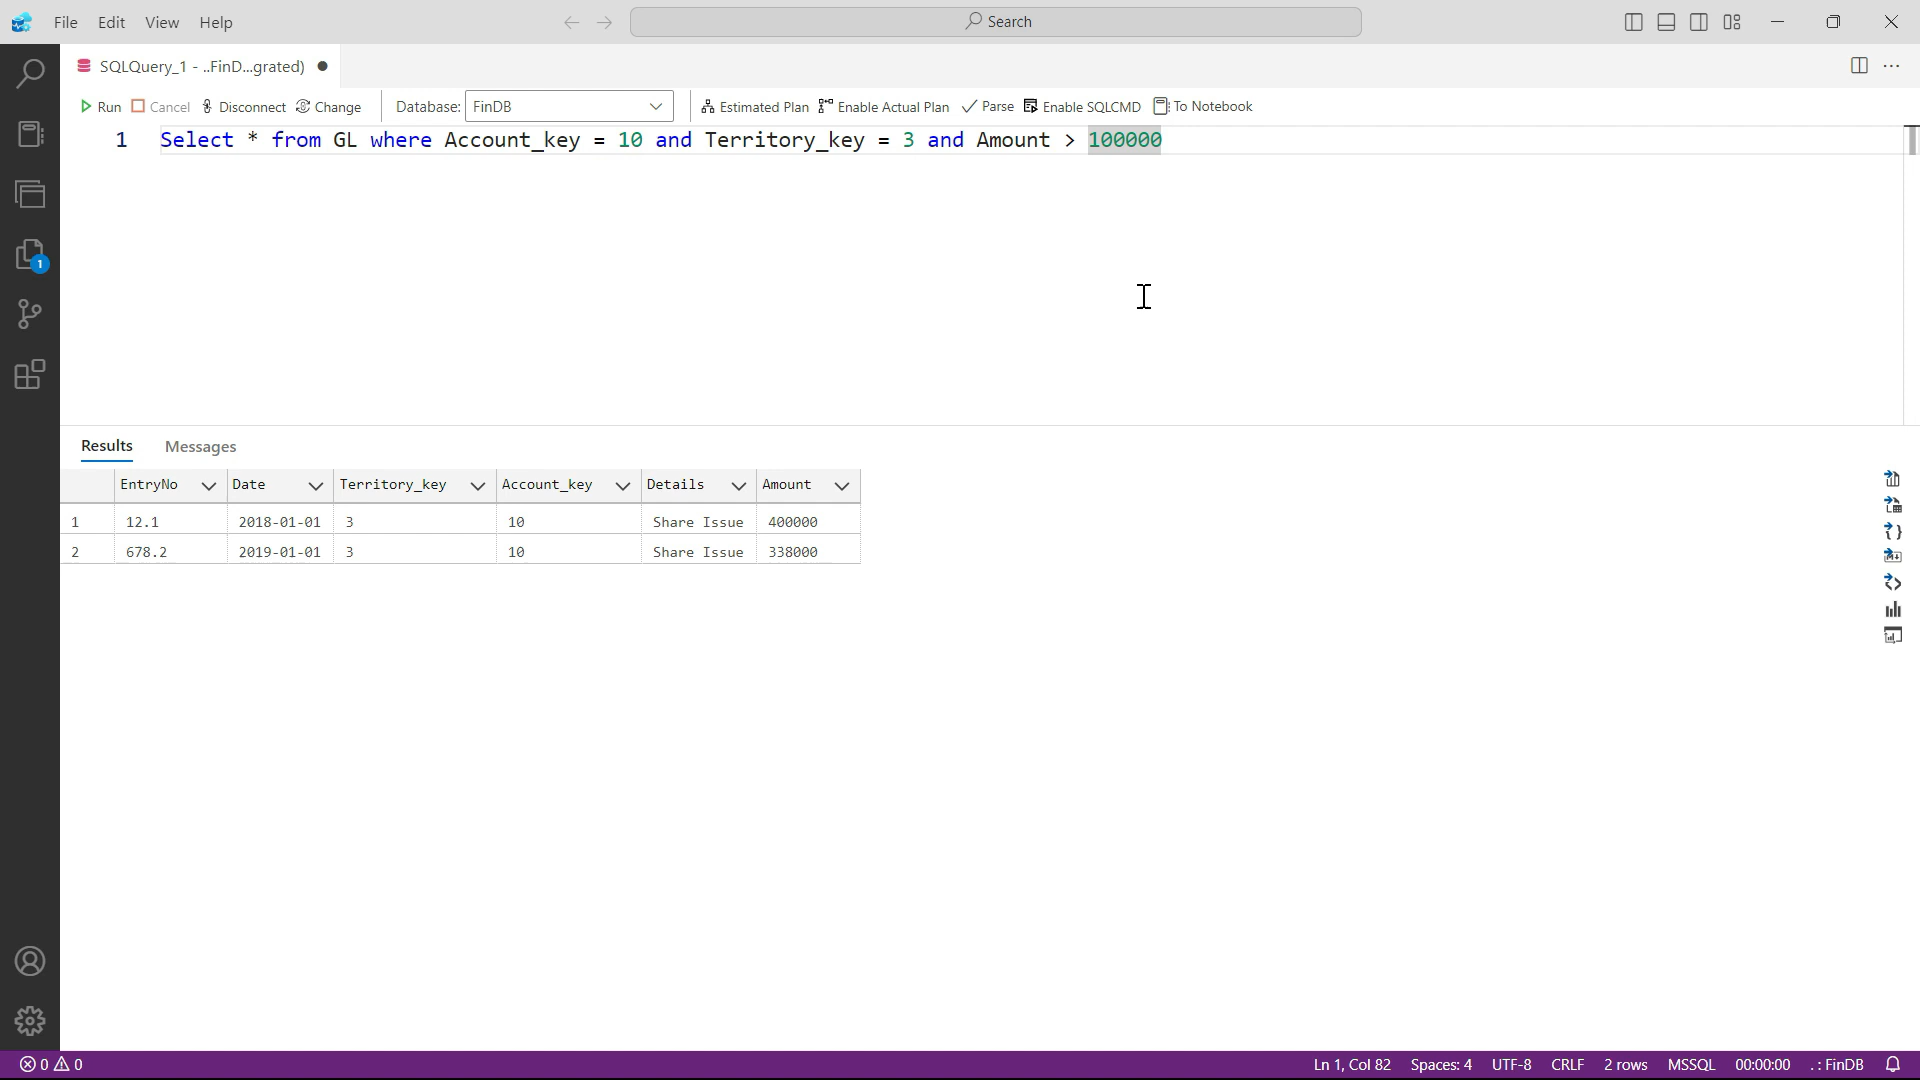 File Edit View Help
Search
SQLQuery_1 - ..FinD...grated)
Run Cancel Disconnect Change Database: FinDB Estimated Plan Enable Actual Plan Parse Enable SQLCMD To Notebook
1 Select * from GL where Account_key = 10 and Territory_key = 3 and Amount > 100000
1
Results Messages
EntryNo Date Territory_key Account_key Details Amount
1 12.1 2018-01-01 3 10 Share Issue 400000
2 678.2 2019-01-01 3 10 Share Issue 338000
0 0 Ln 1, Col 82 Spaces: 4 UTF-8 CRLF 2 rows MSSQL 00:00:00 . : FinDB